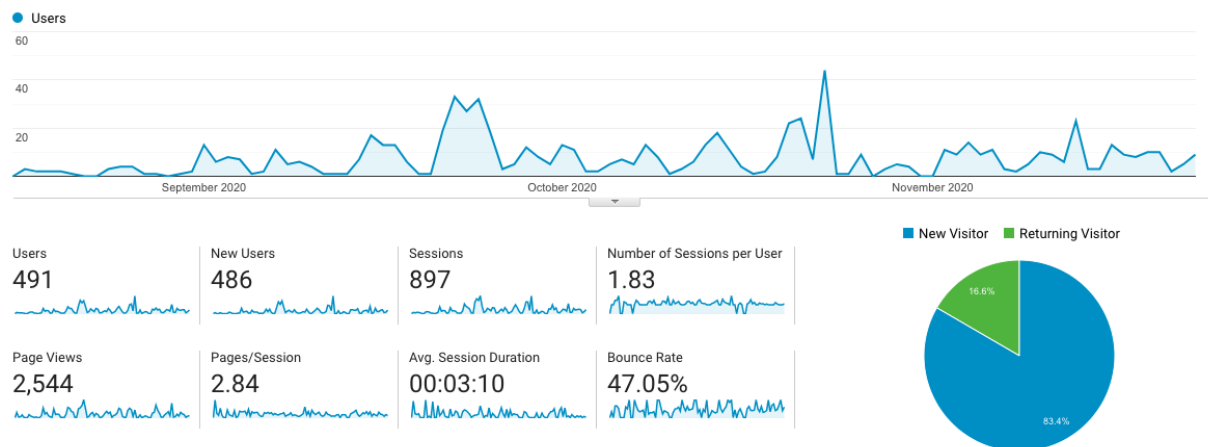 Users
60
40
20
September 2020
October 2020
November 2020
New Visitor
Returning Visitor
Users
491
New Users
486
Sessions
897
Number of Sessions per User
1.83
Page Views
2,544
Pages/Session
2.84
Avg. Session Duration
00:03:10
Bounce Rate
47.05%
16.6%
83.4%